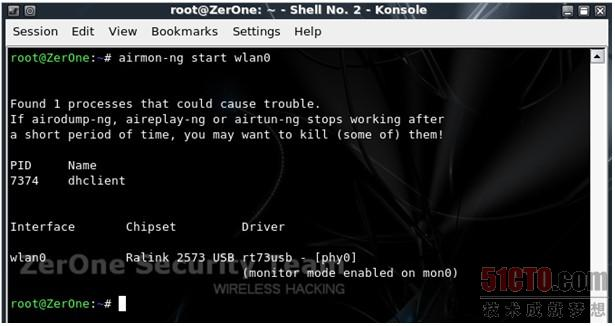 root@ZerOne: ~ - Shell No. 2 - Konsole
Session Edit View Bookmarks Settings Help
root@ZerOne:~# airmon-ng start wlan0
Found 1 processes that could cause trouble.
If airodump-ng, aireplay-ng or airtun-ng stops working after
a short period of time, you may want to kill (some of) them!
PID Name
7374 dhclient
Interface Chipset Driver
wlan0 Ralink 2573 USB rt73usb - [phy0]
(monitor mode enabled on mon0)
ZerOne Security Team
WIRELESS HACKING
root@ZerOne:~#
51CTO.com
技术成就梦想